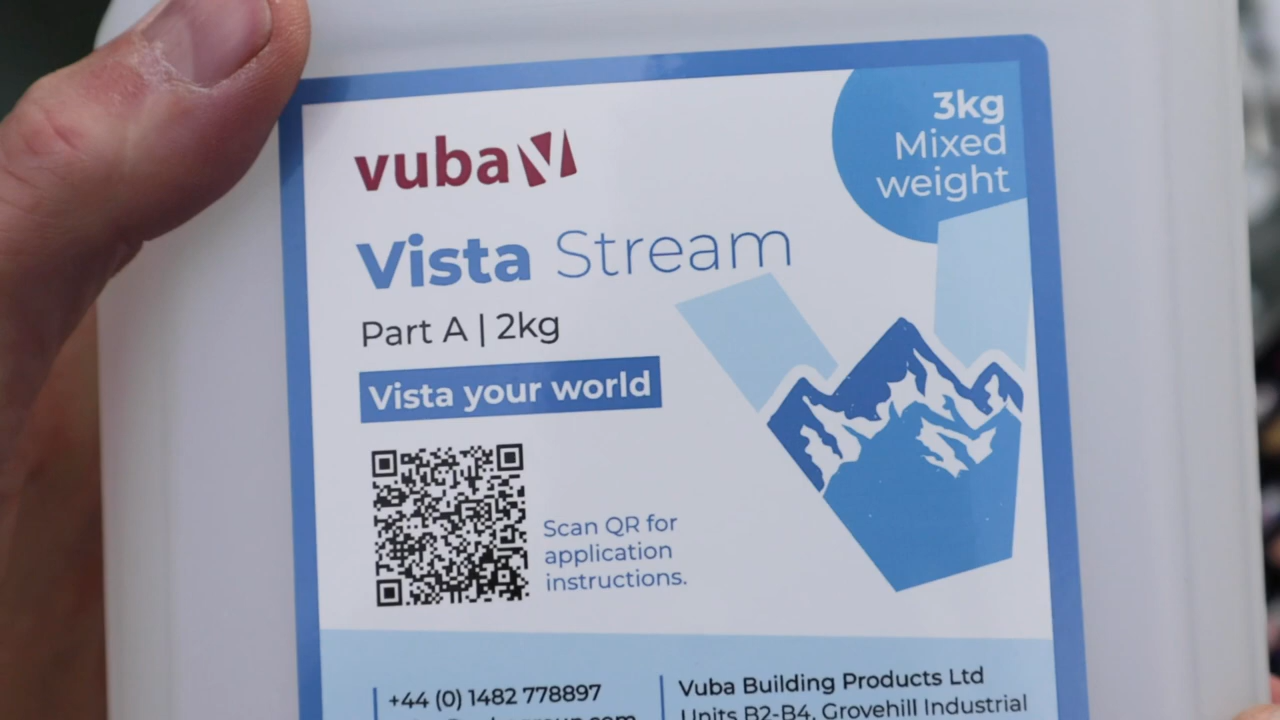 3kg
Mixed
weight
vuba
Vista Stream
Part A | 2kg
Vista your world
Scan QR for
application
instructions.
+44 (0) 1482 778897
Vuba Building Products Ltd
Units B2-B4, Grovehill Industrial